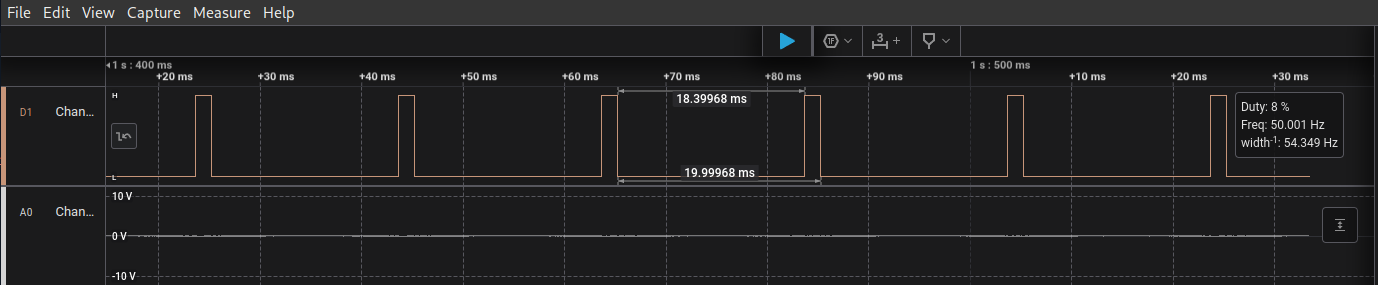 File Edit View Capture Measure Help
1F 3 +
1 s : 400 ms 1 s : 500 ms
+20 ms +30 ms +40 ms +50 ms +60 ms +70 ms +80 ms +90 ms +10 ms +20 ms +30 ms
D1 Chan...
H
L
18.39968 ms
19.99968 ms
Duty: 8 %
Freq: 50.001 Hz
width-1: 54.349 Hz
A0 Chan...
10 V
0 V
-10 V